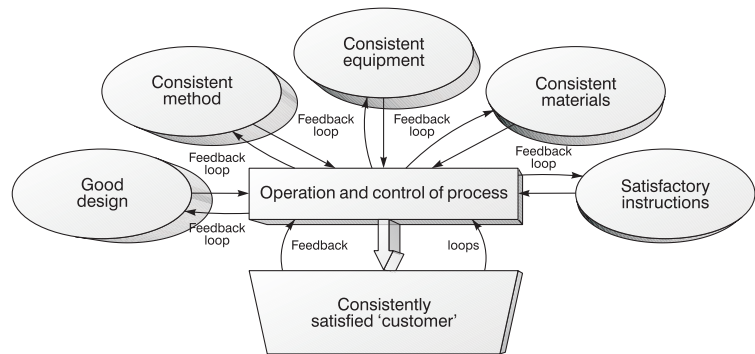 Consistent
equipment
Consistent
method
Consistent
materials
Feedback
loop
Feedback
loop
Feedback
loop
Feedback
loop
Good
design
Operation and control of process
Satisfactory
instructions
Feedback
loop
Feedback
loops
Consistently
satisfied ‘customer’